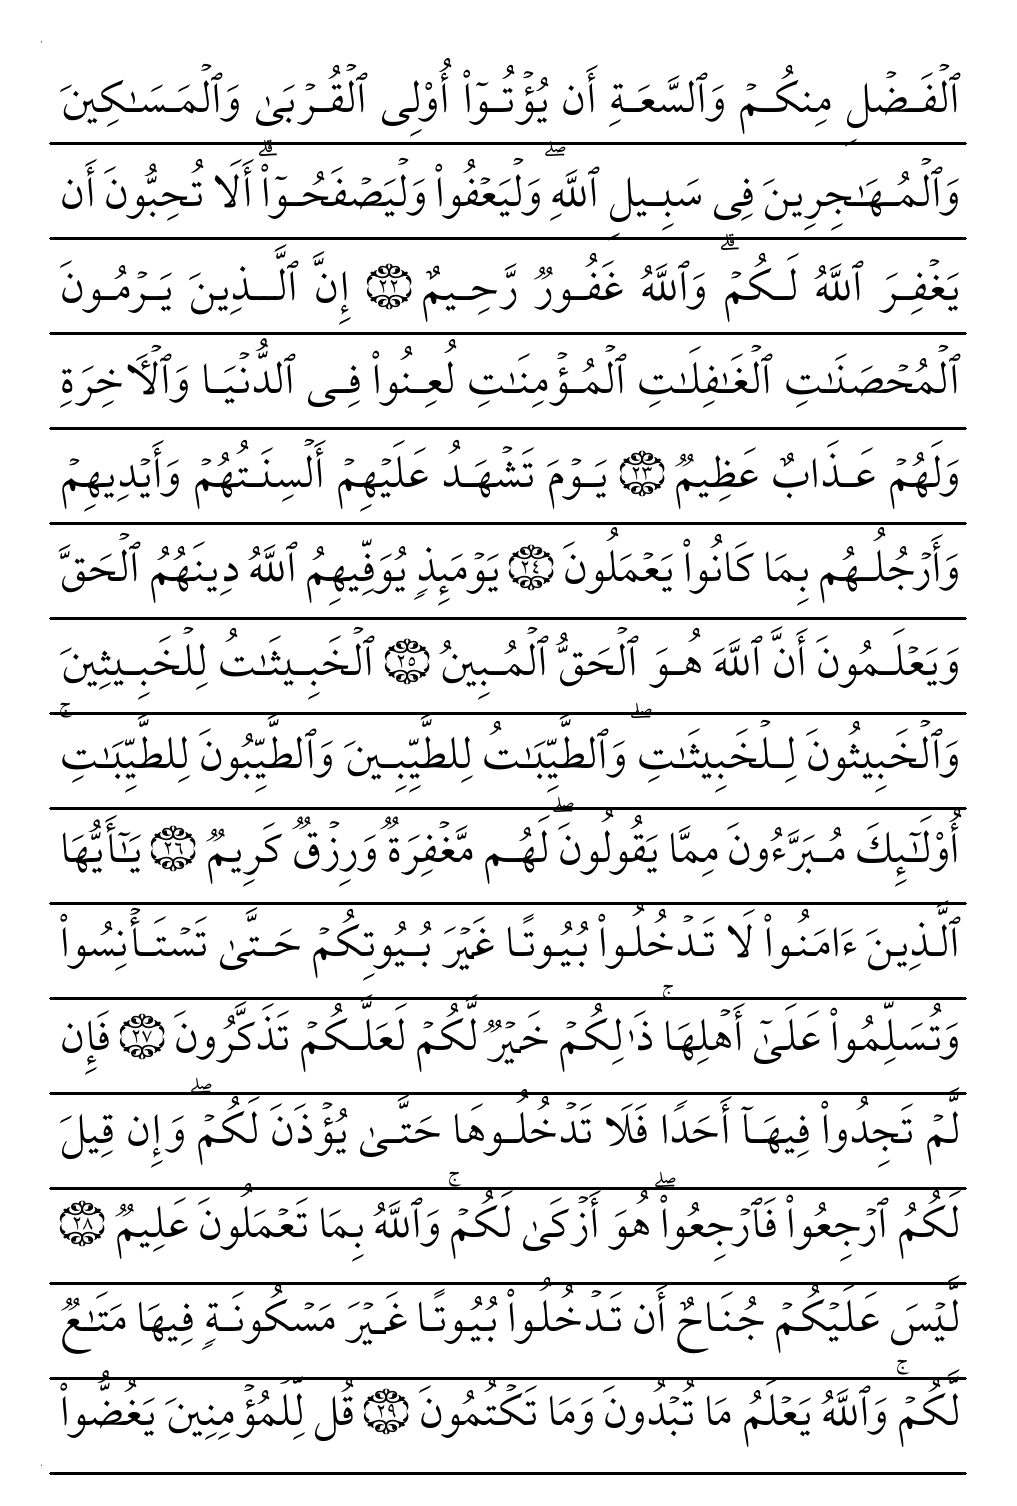 ٱلۡفَضۡلِ مِنكُمۡ وَٱلسَّعَةِ أَن يُؤۡتُوٓاْ أُوْلِي ٱلۡقُرۡبَىٰ وَٱلۡمَسَٰكِينَ
وَٱلۡمُهَٰجِرِينَ فِي سَبِيلِ ٱللَّهِۖ وَلۡيَعۡفُواْ وَلۡيَصۡفَحُوٓاْۗ أَلَا تُحِبُّونَ أَن
يَغۡفِرَ ٱللَّهُ لَكُمۡۗ وَٱللَّهُ غَفُورٞ رَّحِيمٌ ٢٢ إِنَّ ٱلَّذِينَ يَرۡمُونَ
ٱلۡمُحۡصَنَٰتِ ٱلۡغَٰفِلَٰتِ ٱلۡمُؤۡمِنَٰتِ لُعِنُواْ فِي ٱلدُّنۡيَا وَٱلۡأٓخِرَةِ
وَلَهُمۡ عَذَابٌ عَظِيمٞ ٢٣ يَوۡمَ تَشۡهَدُ عَلَيۡهِمۡ أَلۡسِنَتُهُمۡ وَأَيۡدِيهِمۡ
وَأَرۡجُلُهُم بِمَا كَانُواْ يَعۡمَلُونَ ٢٤ يَوۡمَئِذٖ يُوَفِّيهِمُ ٱللَّهُ دِينَهُمُ ٱلۡحَقَّ
وَيَعۡلَمُونَ أَنَّ ٱللَّهَ هُوَ ٱلۡحَقُّ ٱلۡمُبِينُ ٢٥ ٱلۡخَبِيثَٰتُ لِلۡخَبِيثِينَ
وَٱلۡخَبِيثُونَ لِلۡخَبِيثَٰتِۖ وَٱلطَّيِّبَٰتُ لِلطَّيِّبِينَ وَٱلطَّيِّبُونَ لِلطَّيِّبَٰتِۚ
أُوْلَٰٓئِكَ مُبَرَّءُونَ مِمَّا يَقُولُونَۖ لَهُم مَّغۡفِرَةٞ وَرِزۡقٞ كَرِيمٞ ٢٦ يَٰٓأَيُّهَا
ٱلَّذِينَ ءَامَنُواْ لَا تَدۡخُلُواْ بُيُوتًا غَيۡرَ بُيُوتِكُمۡ حَتَّىٰ تَسۡتَأۡنِسُواْ
وَتُسَلِّمُواْ عَلَىٰٓ أَهۡلِهَاۚ ذَٰلِكُمۡ خَيۡرٞ لَّكُمۡ لَعَلَّكُمۡ تَذَكَّرُونَ ٢٧ فَإِن
لَّمۡ تَجِدُواْ فِيهَآ أَحَدٗا فَلَا تَدۡخُلُوهَا حَتَّىٰ يُؤۡذَنَ لَكُمۡۖ وَإِن قِيلَ
لَكُمُ ٱرۡجِعُواْ فَٱرۡجِعُواْۖ هُوَ أَزۡكَىٰ لَكُمۡۚ وَٱللَّهُ بِمَا تَعۡمَلُونَ عَلِيمٞ ٢٨
لَّيۡسَ عَلَيۡكُمۡ جُنَاحٌ أَن تَدۡخُلُواْ بُيُوتًا غَيۡرَ مَسۡكُونَةٖ فِيهَا مَتَٰعٞ
لَّكُمۡۚ وَٱللَّهُ يَعۡلَمُ مَا تُبۡدُونَ وَمَا تَكۡتُمُونَ ٢٩ قُل لِّلۡمُؤۡمِنِينَ يَغُضُّواْ